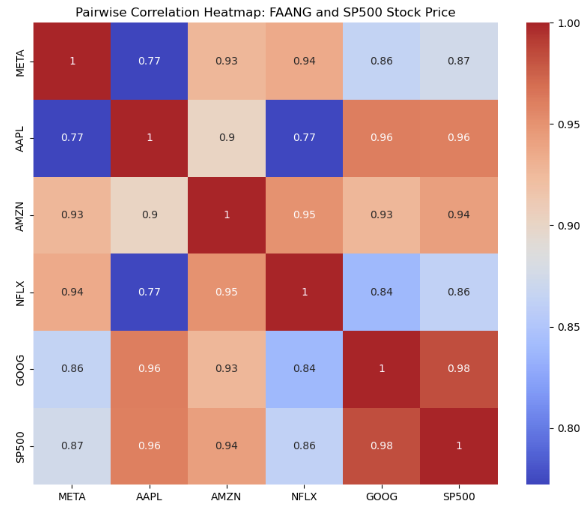 Pairwise Correlation Heatmap: FAANG and SP500 Stock Price
META 1 0.77 0.93 0.94 0.86 0.87
AAPL 0.77 1 0.9 0.77 0.96 0.96
AMZN 0.93 0.9 1 0.95 0.93 0.94
NFLX 0.94 0.77 0.95 1 0.84 0.86
GOOG 0.86 0.96 0.93 0.84 1 0.98
SP500 0.87 0.96 0.94 0.86 0.98 1
META AAPL AMZN NFLX GOOG SP500
1.00
0.95
0.90
0.85
0.80